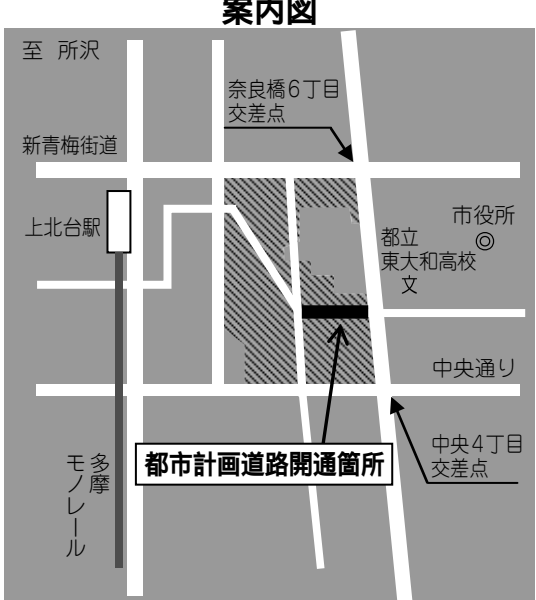 案内図
至 所沢
奈良橋6丁目
交差点
新青梅街道
上北台駅
市役所
◎
都立
東大和高校
文
中央通り
都市計画道路開通箇所
中央4丁目
交差点
多摩
モノレール